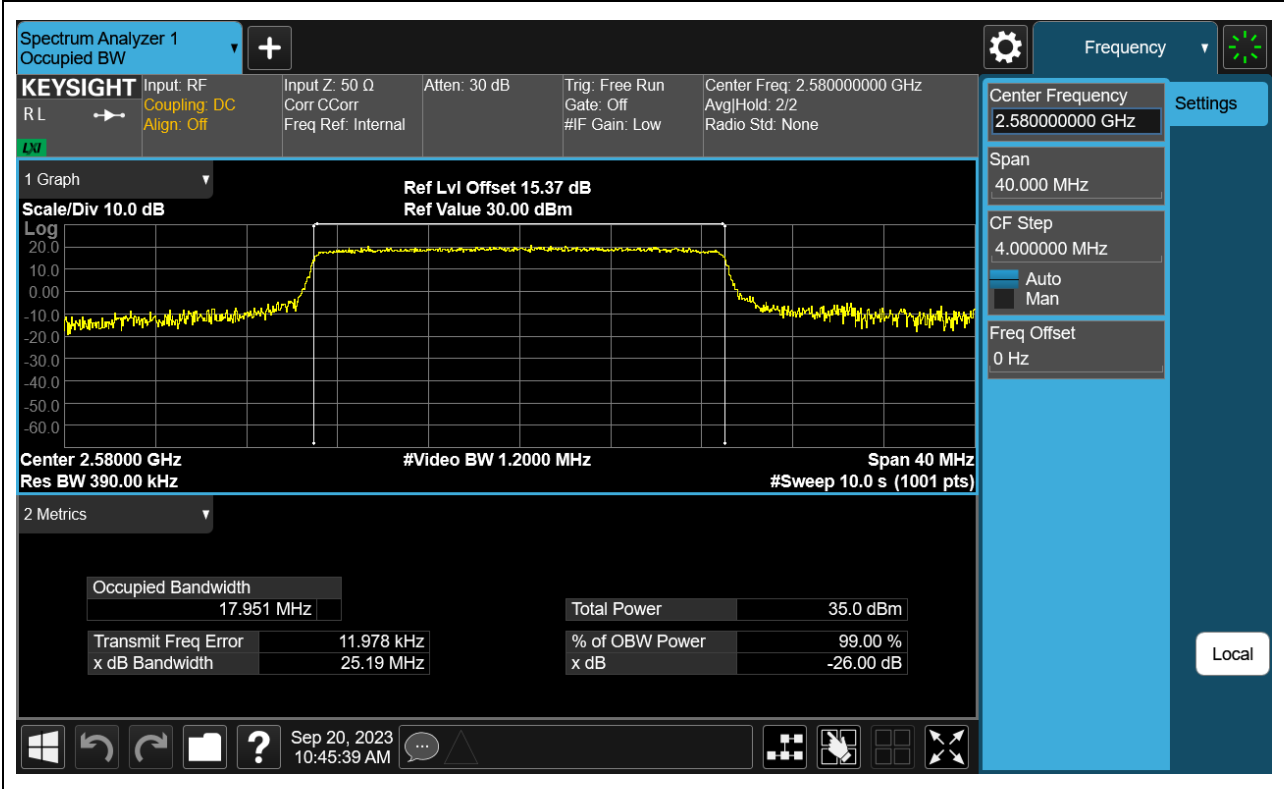 Spectrum Analyzer 1
Occupied BW
Frequency
KEYSIGHT
R L
LXI
Input: RF
Coupling: DC
Align: Off
Input Z: 50 Ω
Corr CCorr
Freq Ref: Internal
Atten: 30 dB
Trig: Free Run
Gate: Off
#IF Gain: Low
Center Freq: 2.580000000 GHz
Avg|Hold: 2/2
Radio Std: None
Center Frequency
2.580000000 GHz
Settings
Span
40.000 MHz
CF Step
4.000000 MHz
Auto
Man
Freq Offset
0 Hz
Local
1 Graph
Scale/Div 10.0 dB
Ref Lvl Offset 15.37 dB
Ref Value 30.00 dBm
Log
20.0
10.0
0.00
-10.0
-20.0
-30.0
-40.0
-50.0
-60.0
Center 2.58000 GHz
#Video BW 1.2000 MHz
Span 40 MHz
Res BW 390.00 kHz
#Sweep 10.0 s (1001 pts)
2 Metrics
Occupied Bandwidth
17.951 MHz
Total Power 35.0 dBm
Transmit Freq Error 11.978 kHz
% of OBW Power 99.00 %
x dB Bandwidth 25.19 MHz
x dB -26.00 dB
?
Sep 20, 2023
10:45:39 AM